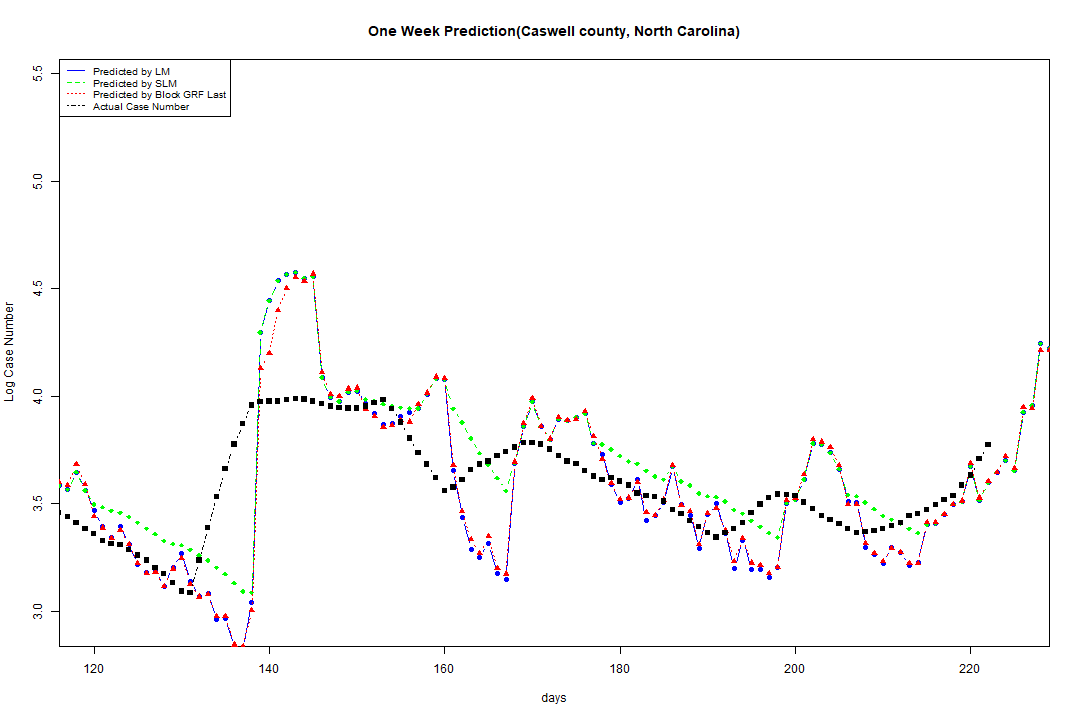 One Week Prediction(Caswell county, North Carolina)
Predicted by LM
Predicted by SLM
Predicted by Block GRF Last
Actual Case Number
5.5
5.0
4.5
4.0
3.5
3.0
Log Case Number
120 140 160 180 200 220
days